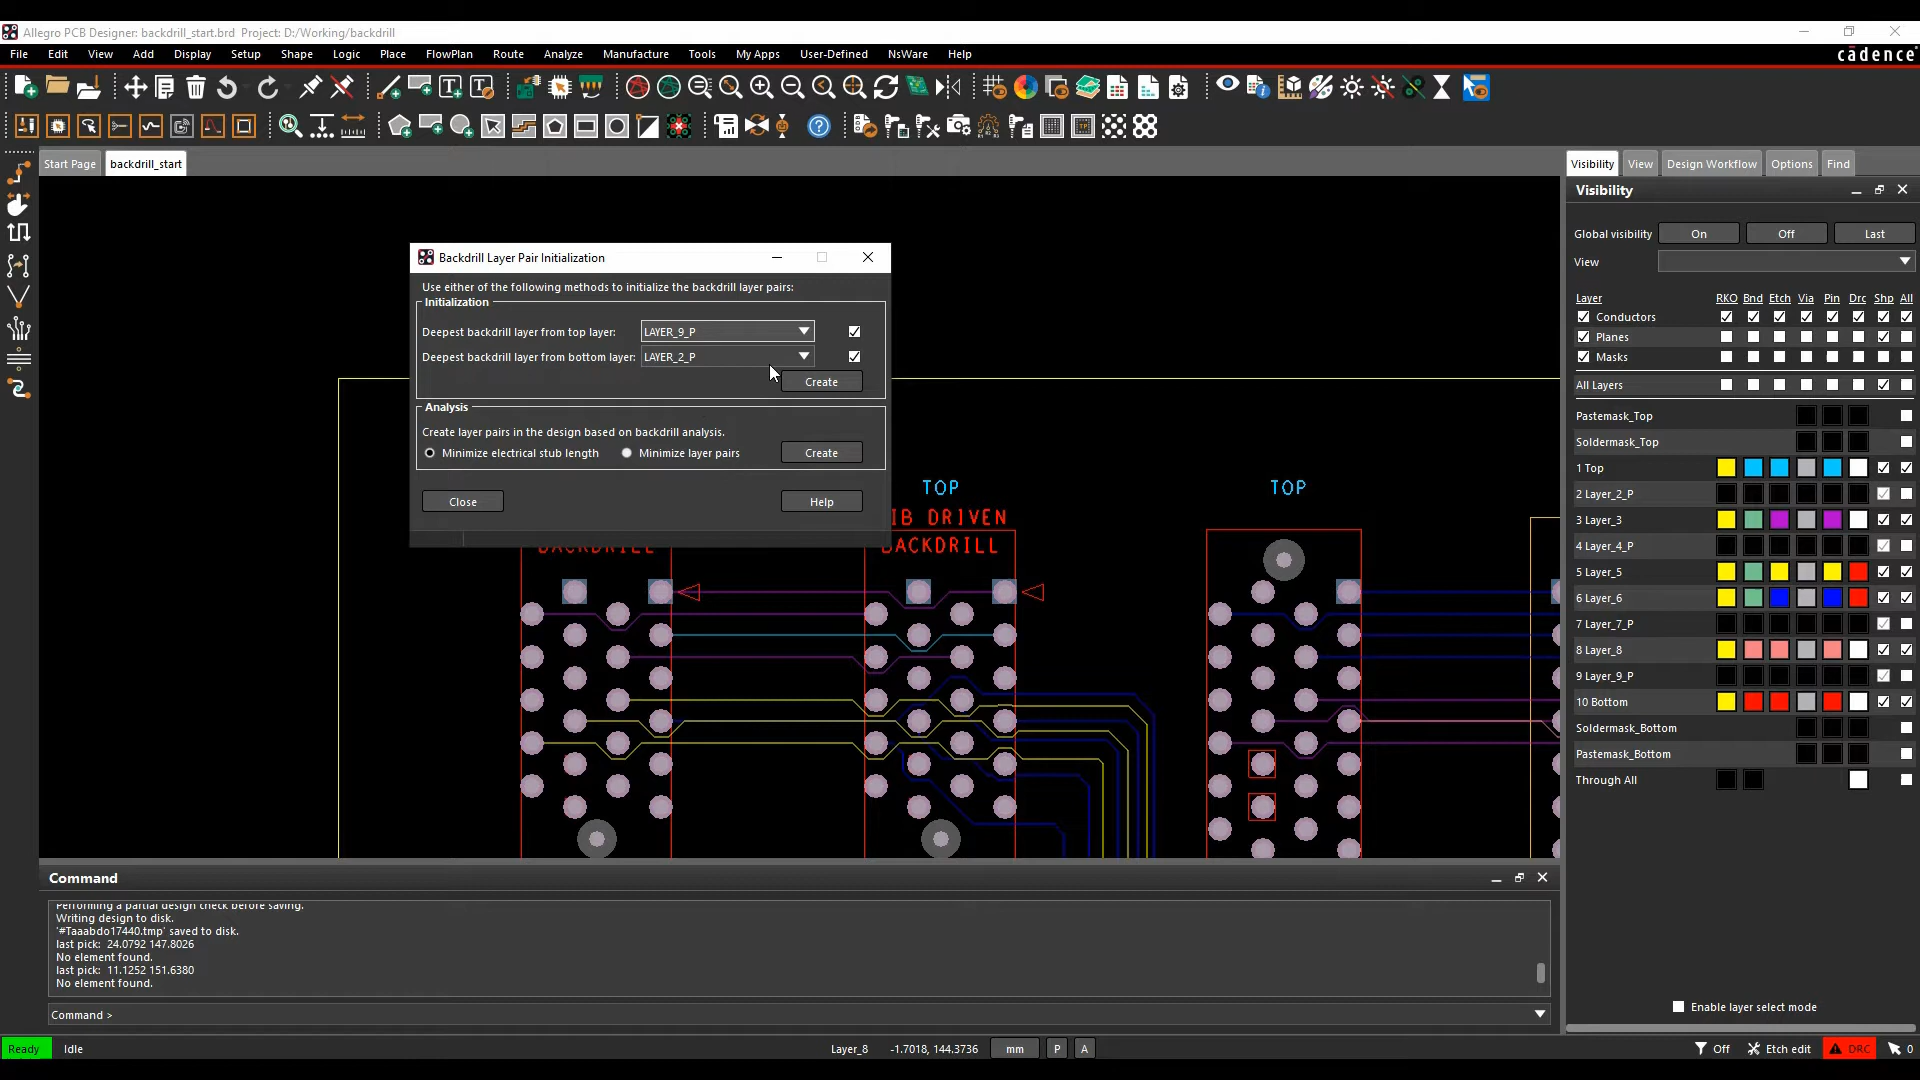 Allegro PCB Designer: backdrill_start.brd Project: D:/Working/backdrill
File Edit View Add Display Setup Shape Logic Place FlowPlan Route Analyze Manufacture Tools My Apps User-Defined NsWare Help
cādence
Start Page backdrill_start
Visibility View Design Workflow Options Find
Visibility
Global visibility On Off Last
View
Layer RKO Bnd Etch Via Pin Drc Shp All
Conductors
Planes
Masks
All Layers
Pastemask_Top
Soldermask_Top
1 Top
2 Layer_2_P
3 Layer_3
4 Layer_4_P
5 Layer_5
6 Layer_6
7 Layer_7_P
8 Layer_8
9 Layer_9_P
10 Bottom
Soldermask_Bottom
Pastemask_Bottom
Through All
Enable layer select mode
Backdrill Layer Pair Initialization
Use either of the following methods to initialize the backdrill layer pairs:
Initialization
Deepest backdrill layer from top layer: LAYER_9_P
Deepest backdrill layer from bottom layer: LAYER_2_P
Create
Analysis
Create layer pairs in the design based on backdrill analysis.
Minimize electrical stub length Minimize layer pairs Create
Close Help
TOP TOP
IB DRIVEN
BACKDRILL BACKDRILL
Command
Performing a partial design check before saving.
Writing design to disk.
'#Taaabdo17440.tmp' saved to disk.
last pick: 24.0792 147.8026
No element found.
last pick: 11.1252 151.6380
No element found.
Command >
Ready Idle Layer_8 -1.7018, 144.3736 mm P A Off Etch edit DRC 0